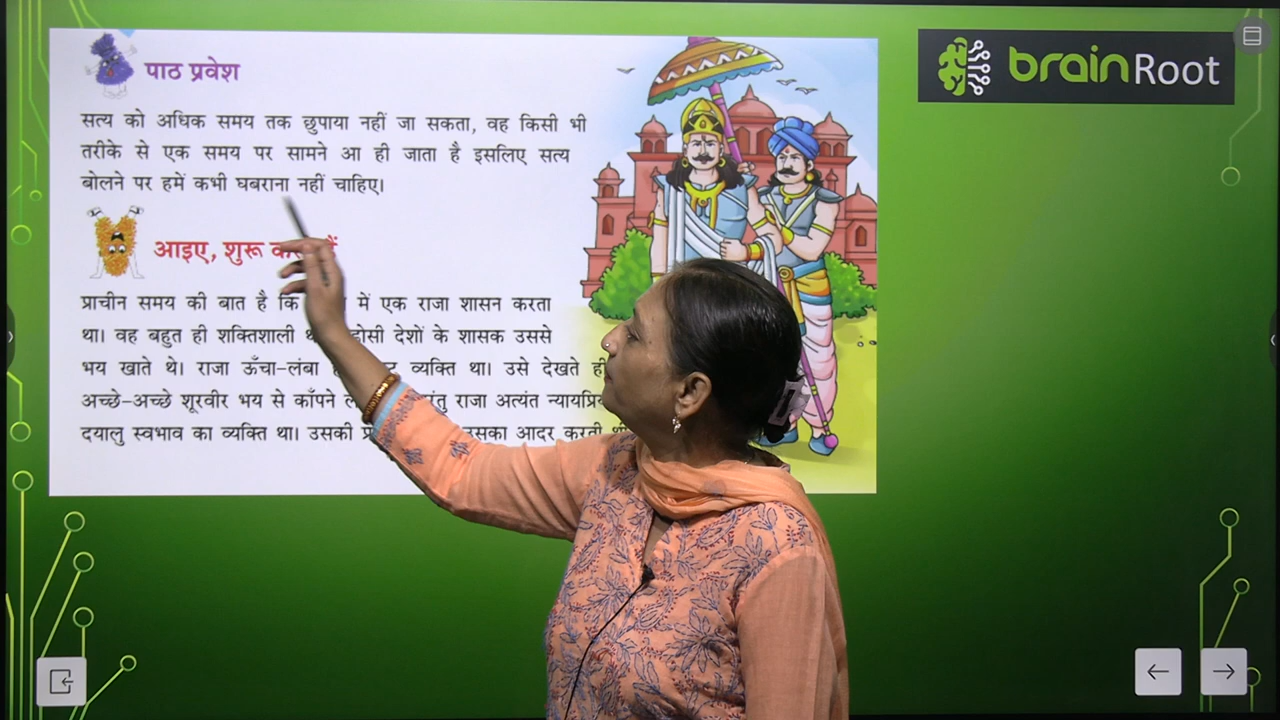 पाठ प्रवेश
सत्य को अधिक समय तक छुपाया नहीं जा सकता, वह किसी भी
तरीके से एक समय पर सामने आ ही जाता है इसलिए सत्य
बोलने पर हमें कभी घबराना नहीं चाहिए।
आइए, शुरू
प्राचीन समय की बात है कि में एक राजा शासन करता
था। वह बहुत ही शक्तिशाली देशों के शासक उससे
भय खाते थे। राजा ऊँचा-लंबा व्यक्ति था। उसे देखते ही
अच्छे-अच्छे शूरवीर भय से काँपने राजा अत्यंत
दयालु स्वभाव का व्यक्ति था। उसकी उसका आदर करती
brainRoot